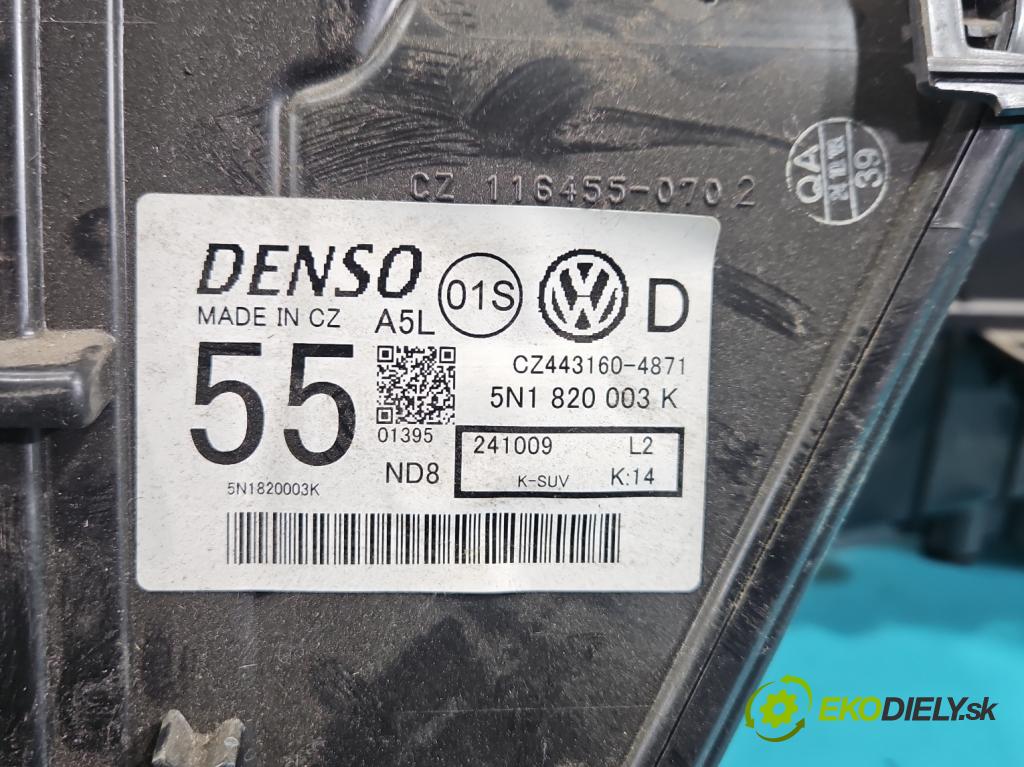 CZ 116455-0702
QA
39
DENSO
01S
D
MADE IN CZ
A5L
55
CZ443160-4871
5N1 820 003 K
01395
ND8
241009 L2
K-SUV K:14
5N1820003K
EKODIELY.sk